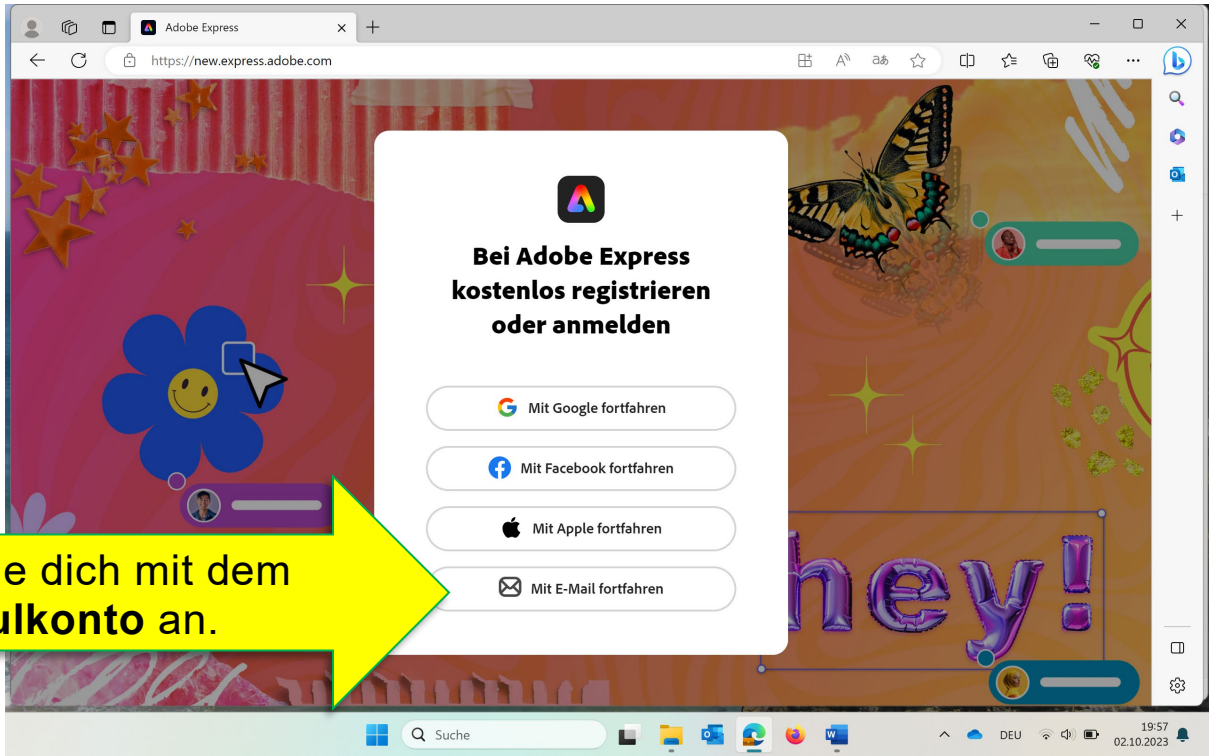 Adobe Express
https://new.express.adobe.com
Bei Adobe Express
kostenlos registrieren
oder anmelden
Mit Google fortfahren
Mit Facebook fortfahren
Mit Apple fortfahren
Mit E-Mail fortfahren
e dich mit dem
ulkonto an.
hey!
Suche
DEU
19:57
02.10.2023